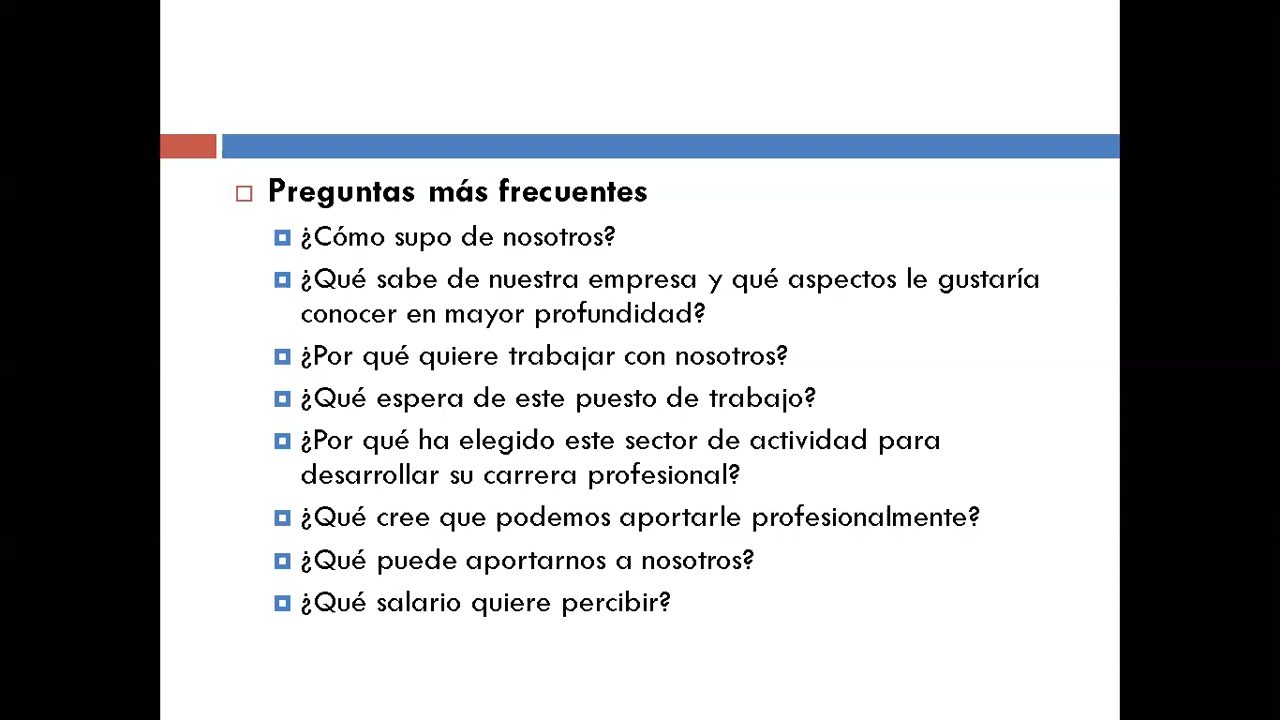 Preguntas más frecuentes
¿Cómo supo de nosotros?
¿Qué sabe de nuestra empresa y qué aspectos le gustaría
conocer en mayor profundidad?
¿Por qué quiere trabajar con nosotros?
¿Qué espera de este puesto de trabajo?
¿Por qué ha elegido este sector de actividad para
desarrollar su carrera profesional?
¿Qué cree que podemos aportarle profesionalmente?
¿Qué puede aportarnos a nosotros?
¿Qué salario quiere percibir?